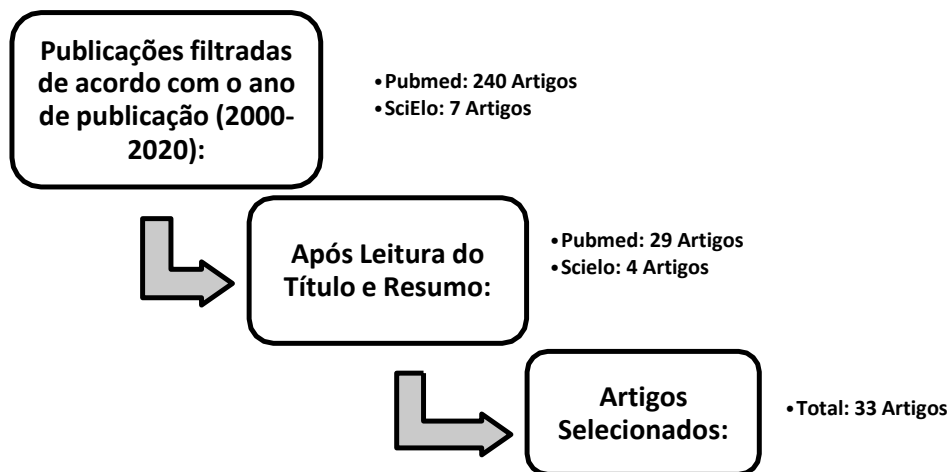 Publicações filtradas
de acordo com o ano
de publicação (2000-
2020):
•Pubmed: 240 Artigos
•SciElo: 7 Artigos
Após Leitura do
Título e Resumo:
•Pubmed: 29 Artigos
•Scielo: 4 Artigos
Artigos
Selecionados:
•Total: 33 Artigos